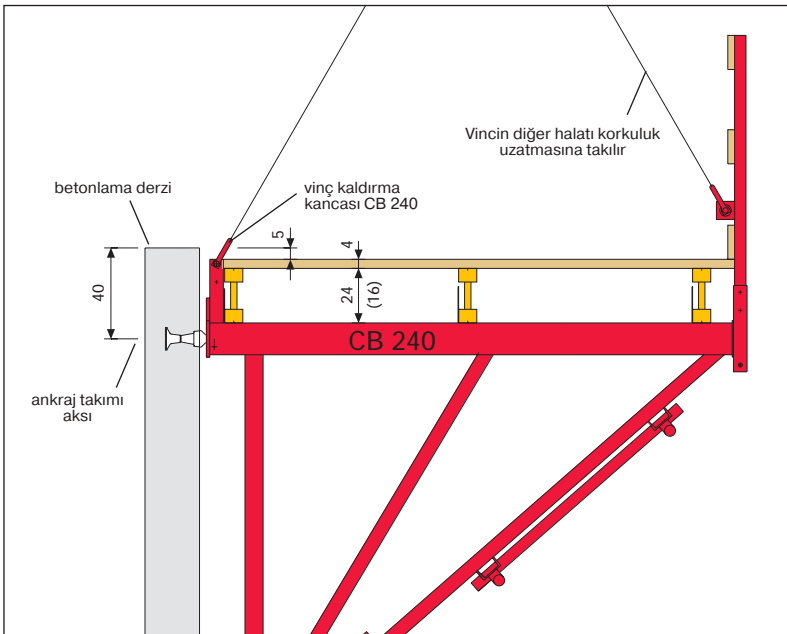 Vincin diğer halatı korkuluk
uzatmasına takılır
betonlama derzi
vinç kaldırma
kancası CB 240
5
4
40
24
(16)
CB 240
ankraj takımı
aksı